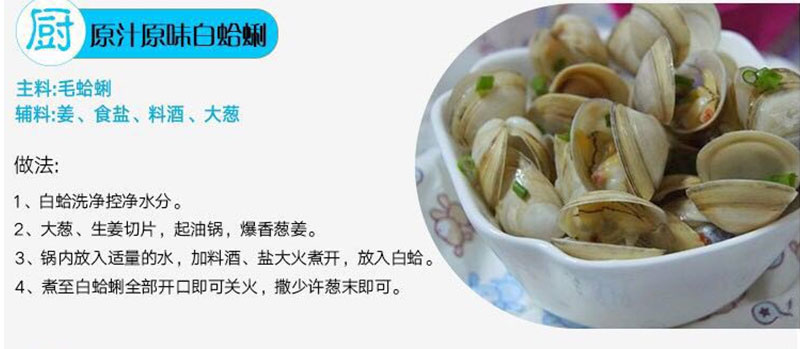 厨 原汁原味白蛤蜊
主料:毛蛤蜊
辅料:姜、食盐、料酒、大葱
做法:
1、白蛤洗净控净水分。
2、大葱、生姜切片，起油锅，爆香葱姜。
3、锅内放入适量的水，加料酒、盐大火煮开，放入白蛤。
4、煮至白蛤蜊全部开口即可关火，撒少许葱末即可。